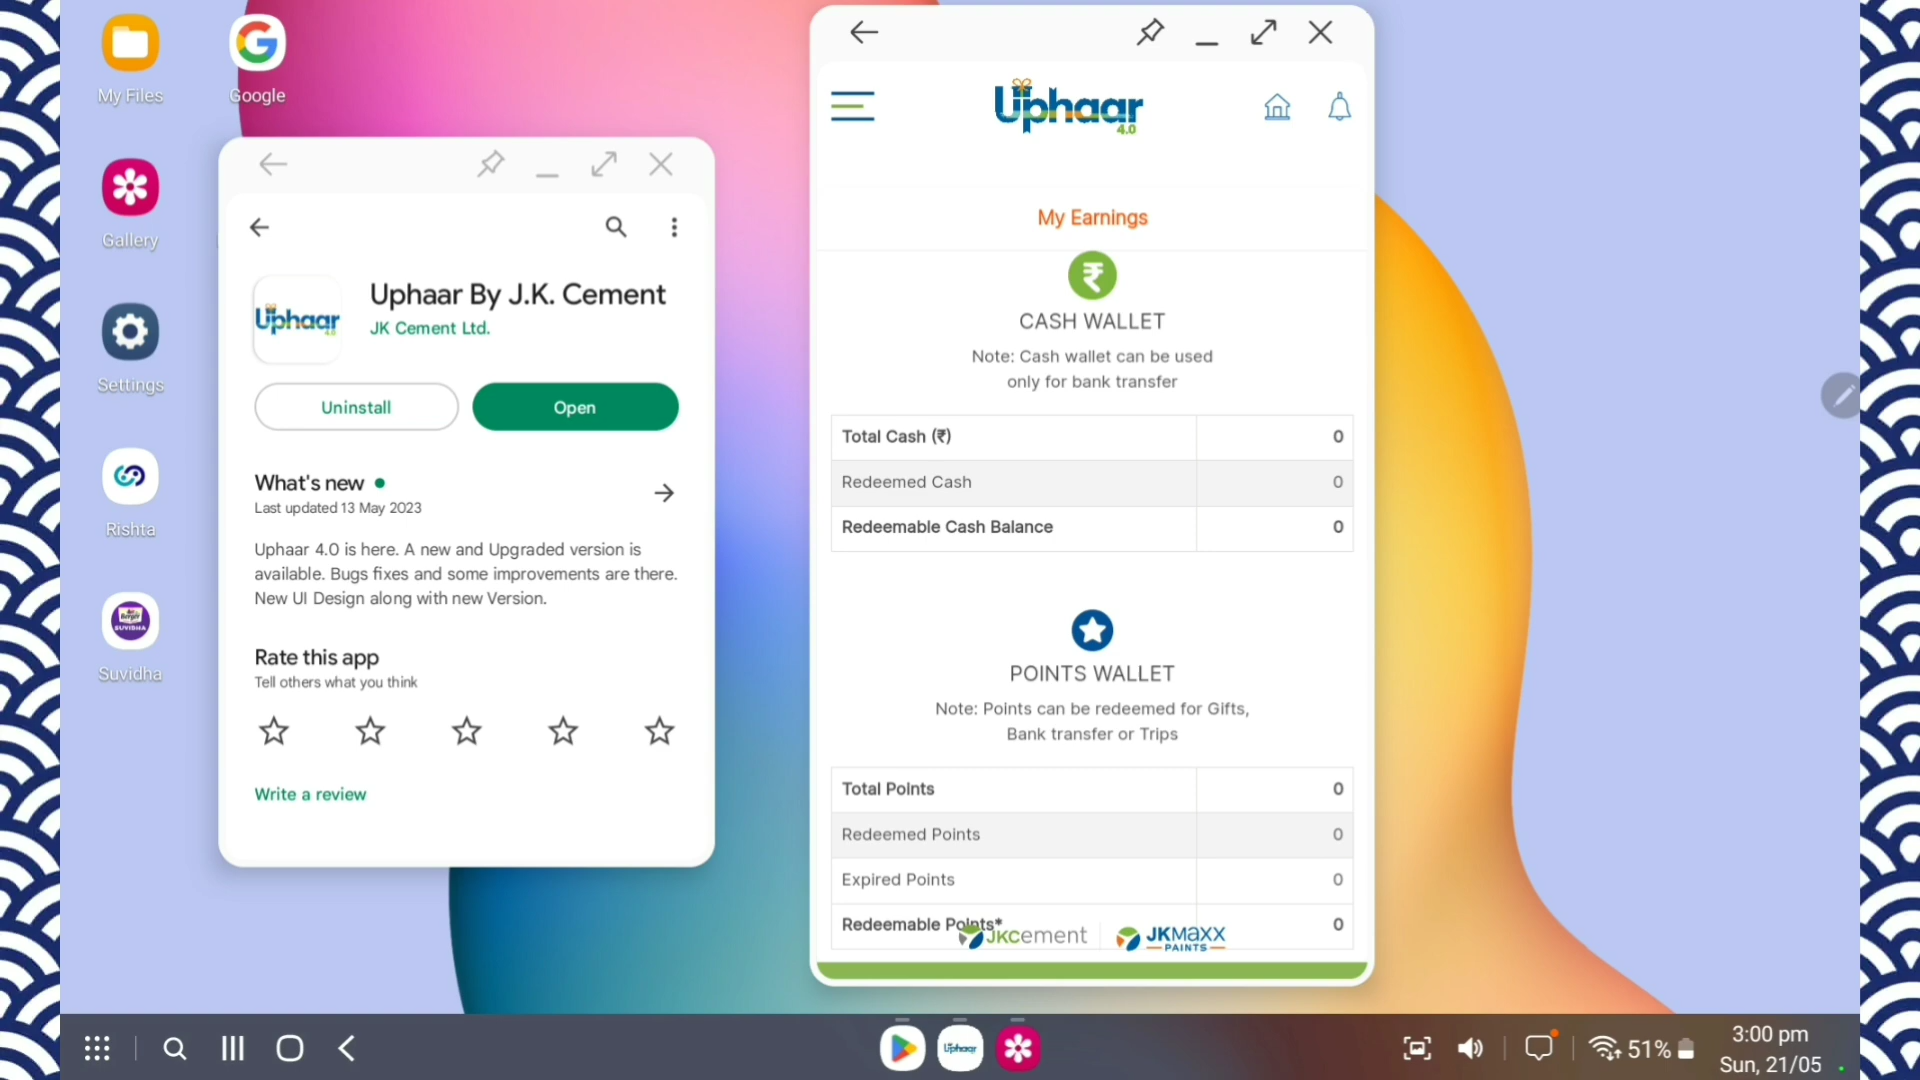 My Files
Google
Gallery
Settings
Rishta
Suvidha
Uphaar
4.0
Uphaar By J.K. Cement
JK Cement Ltd.
Uninstall
Open
What's new
Last updated 13 May 2023
Uphaar 4.0 is here. A new and Upgraded version is
available. Bugs fixes and some improvements are there.
New UI Design along with new Version.
Rate this app
Tell others what you think
Write a review
Uphaar
4.0
My Earnings
₹
CASH WALLET
Note: Cash wallet can be used
only for bank transfer
Total Cash (₹) 0
Redeemed Cash 0
Redeemable Cash Balance 0
POINTS WALLET
Note: Points can be redeemed for Gifts,
Bank transfer or Trips
Total Points 0
Redeemed Points 0
Expired Points 0
Redeemable Points* 0
JKcement
JKMaxx
PAINTS
Uphaar
51%
3:00 pm
Sun, 21/05
Berger
SUVIDHA